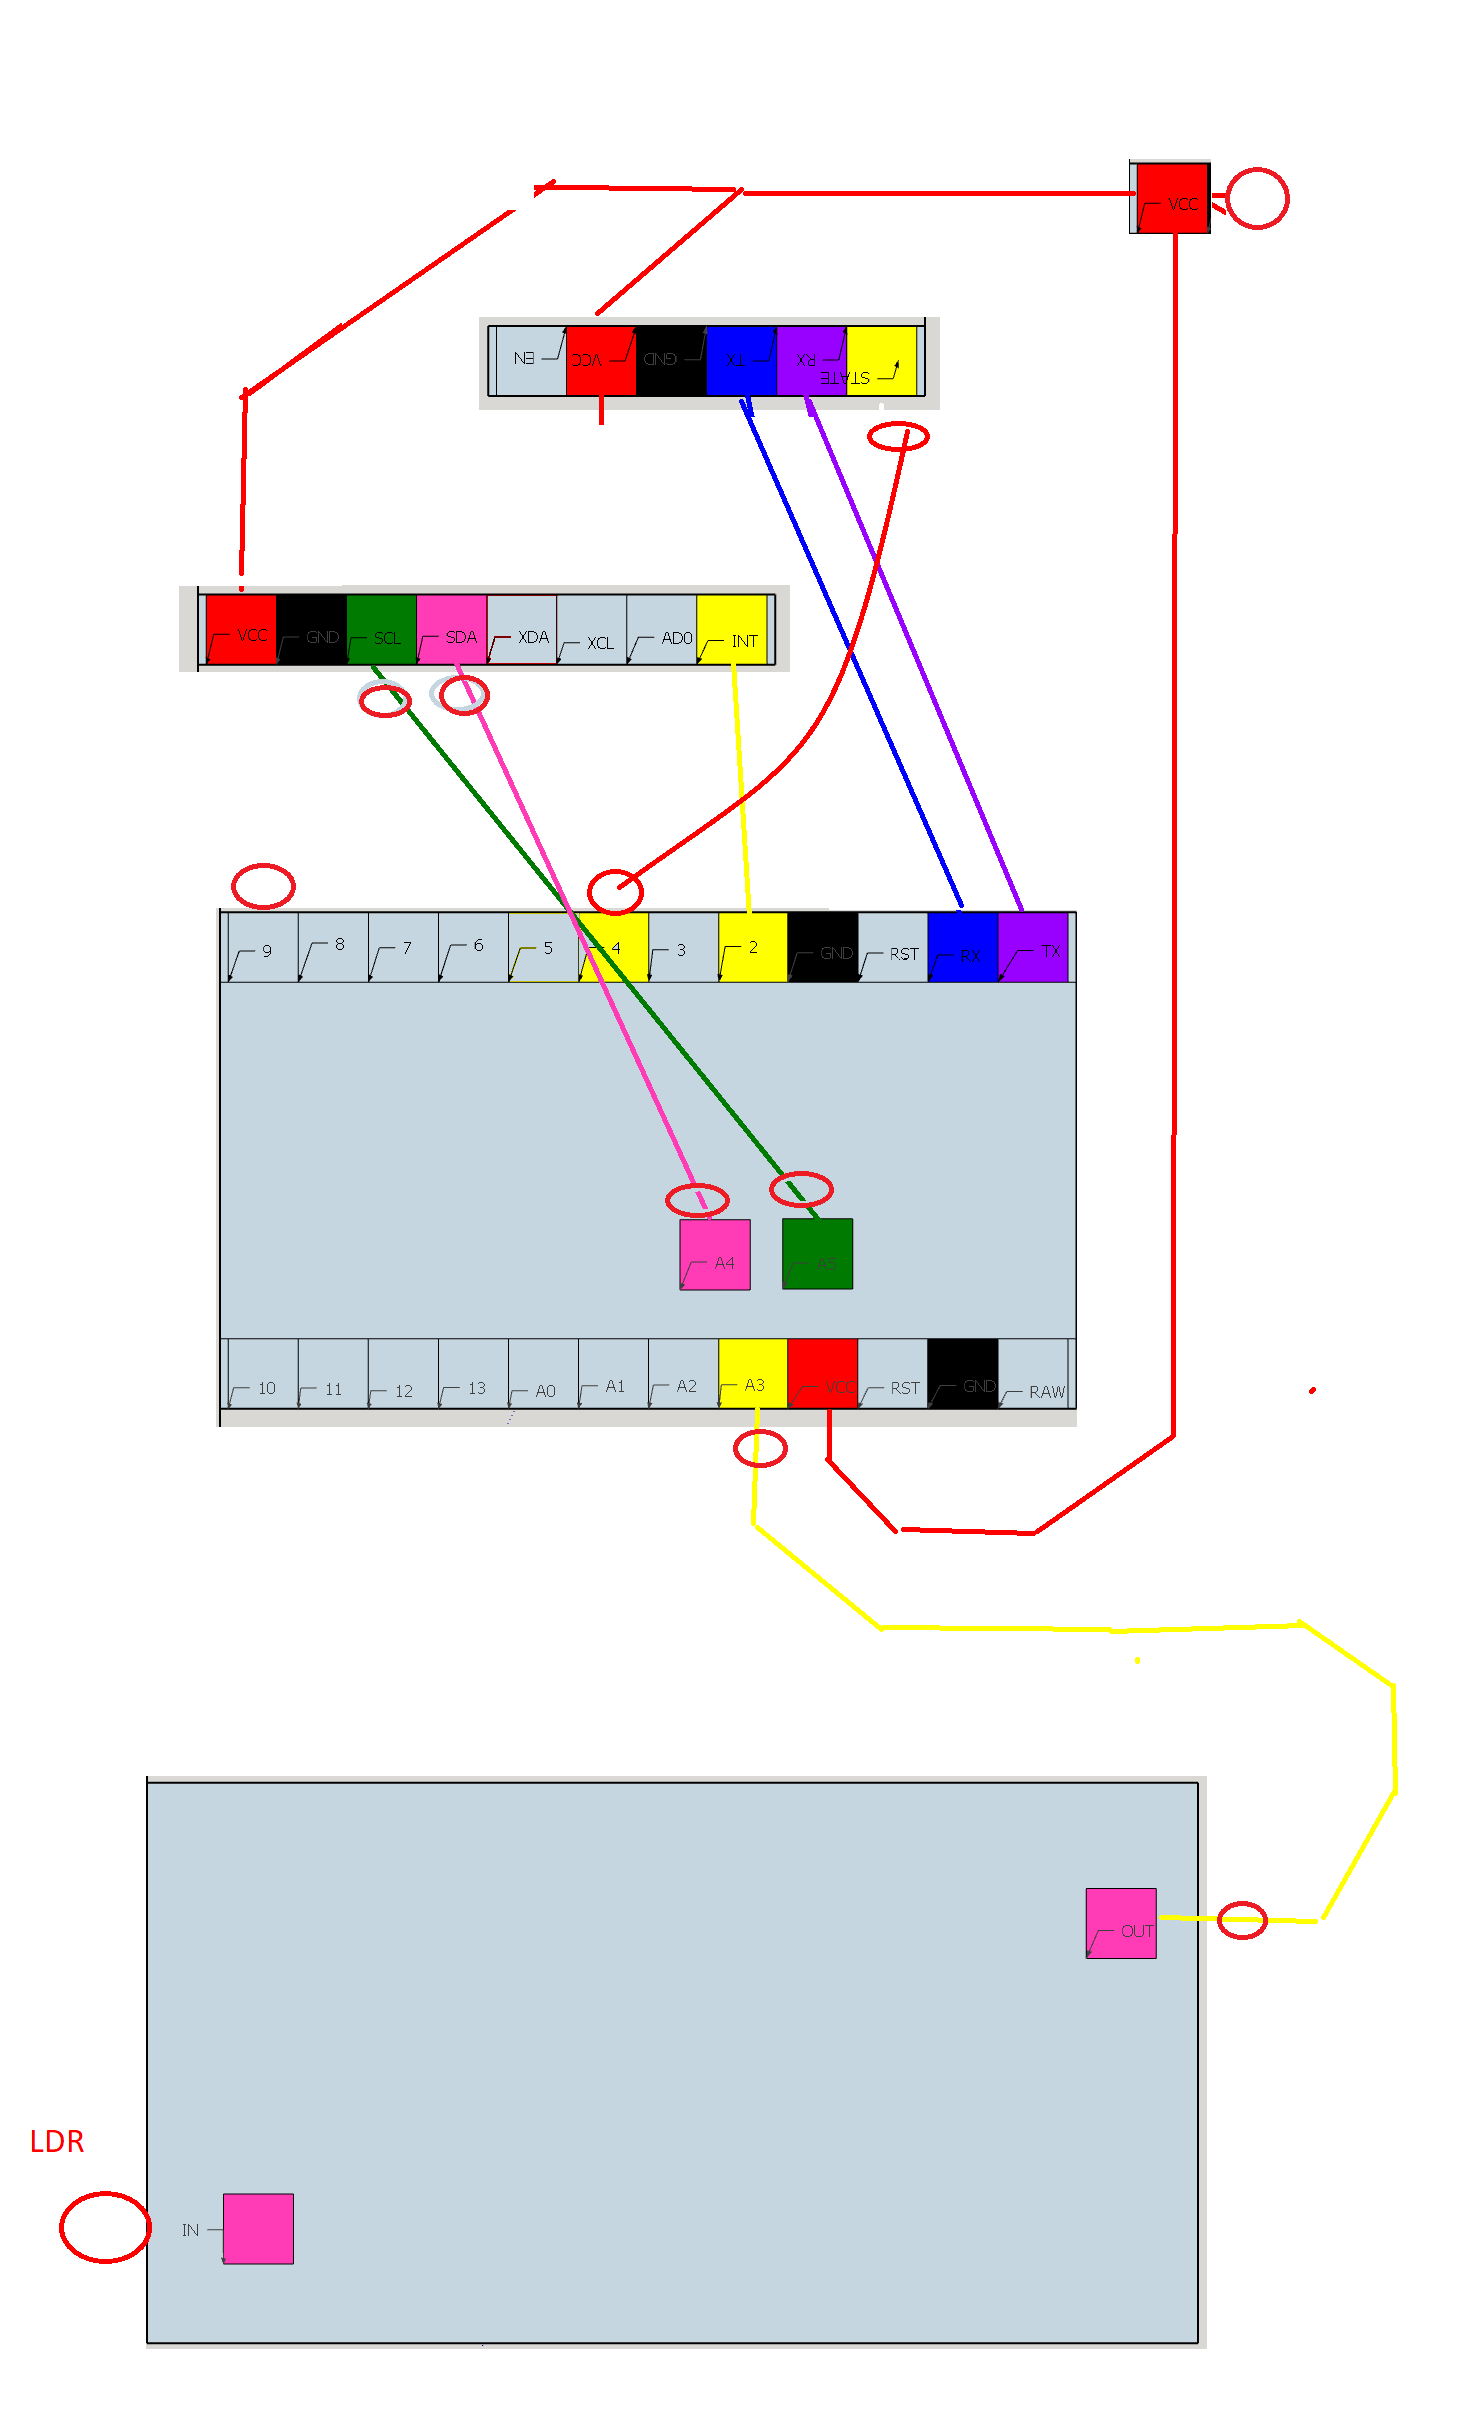 VCC
EN VCC GND TX RX STATE
VCC GND SCL SDA XDA XCL AD0 INT
9 8 7 6 5 4 3 2 GND RST RX TX
A4 A5
10 11 12 13 A0 A1 A2 A3 VCC RST GND RAW
OUT
LDR
IN